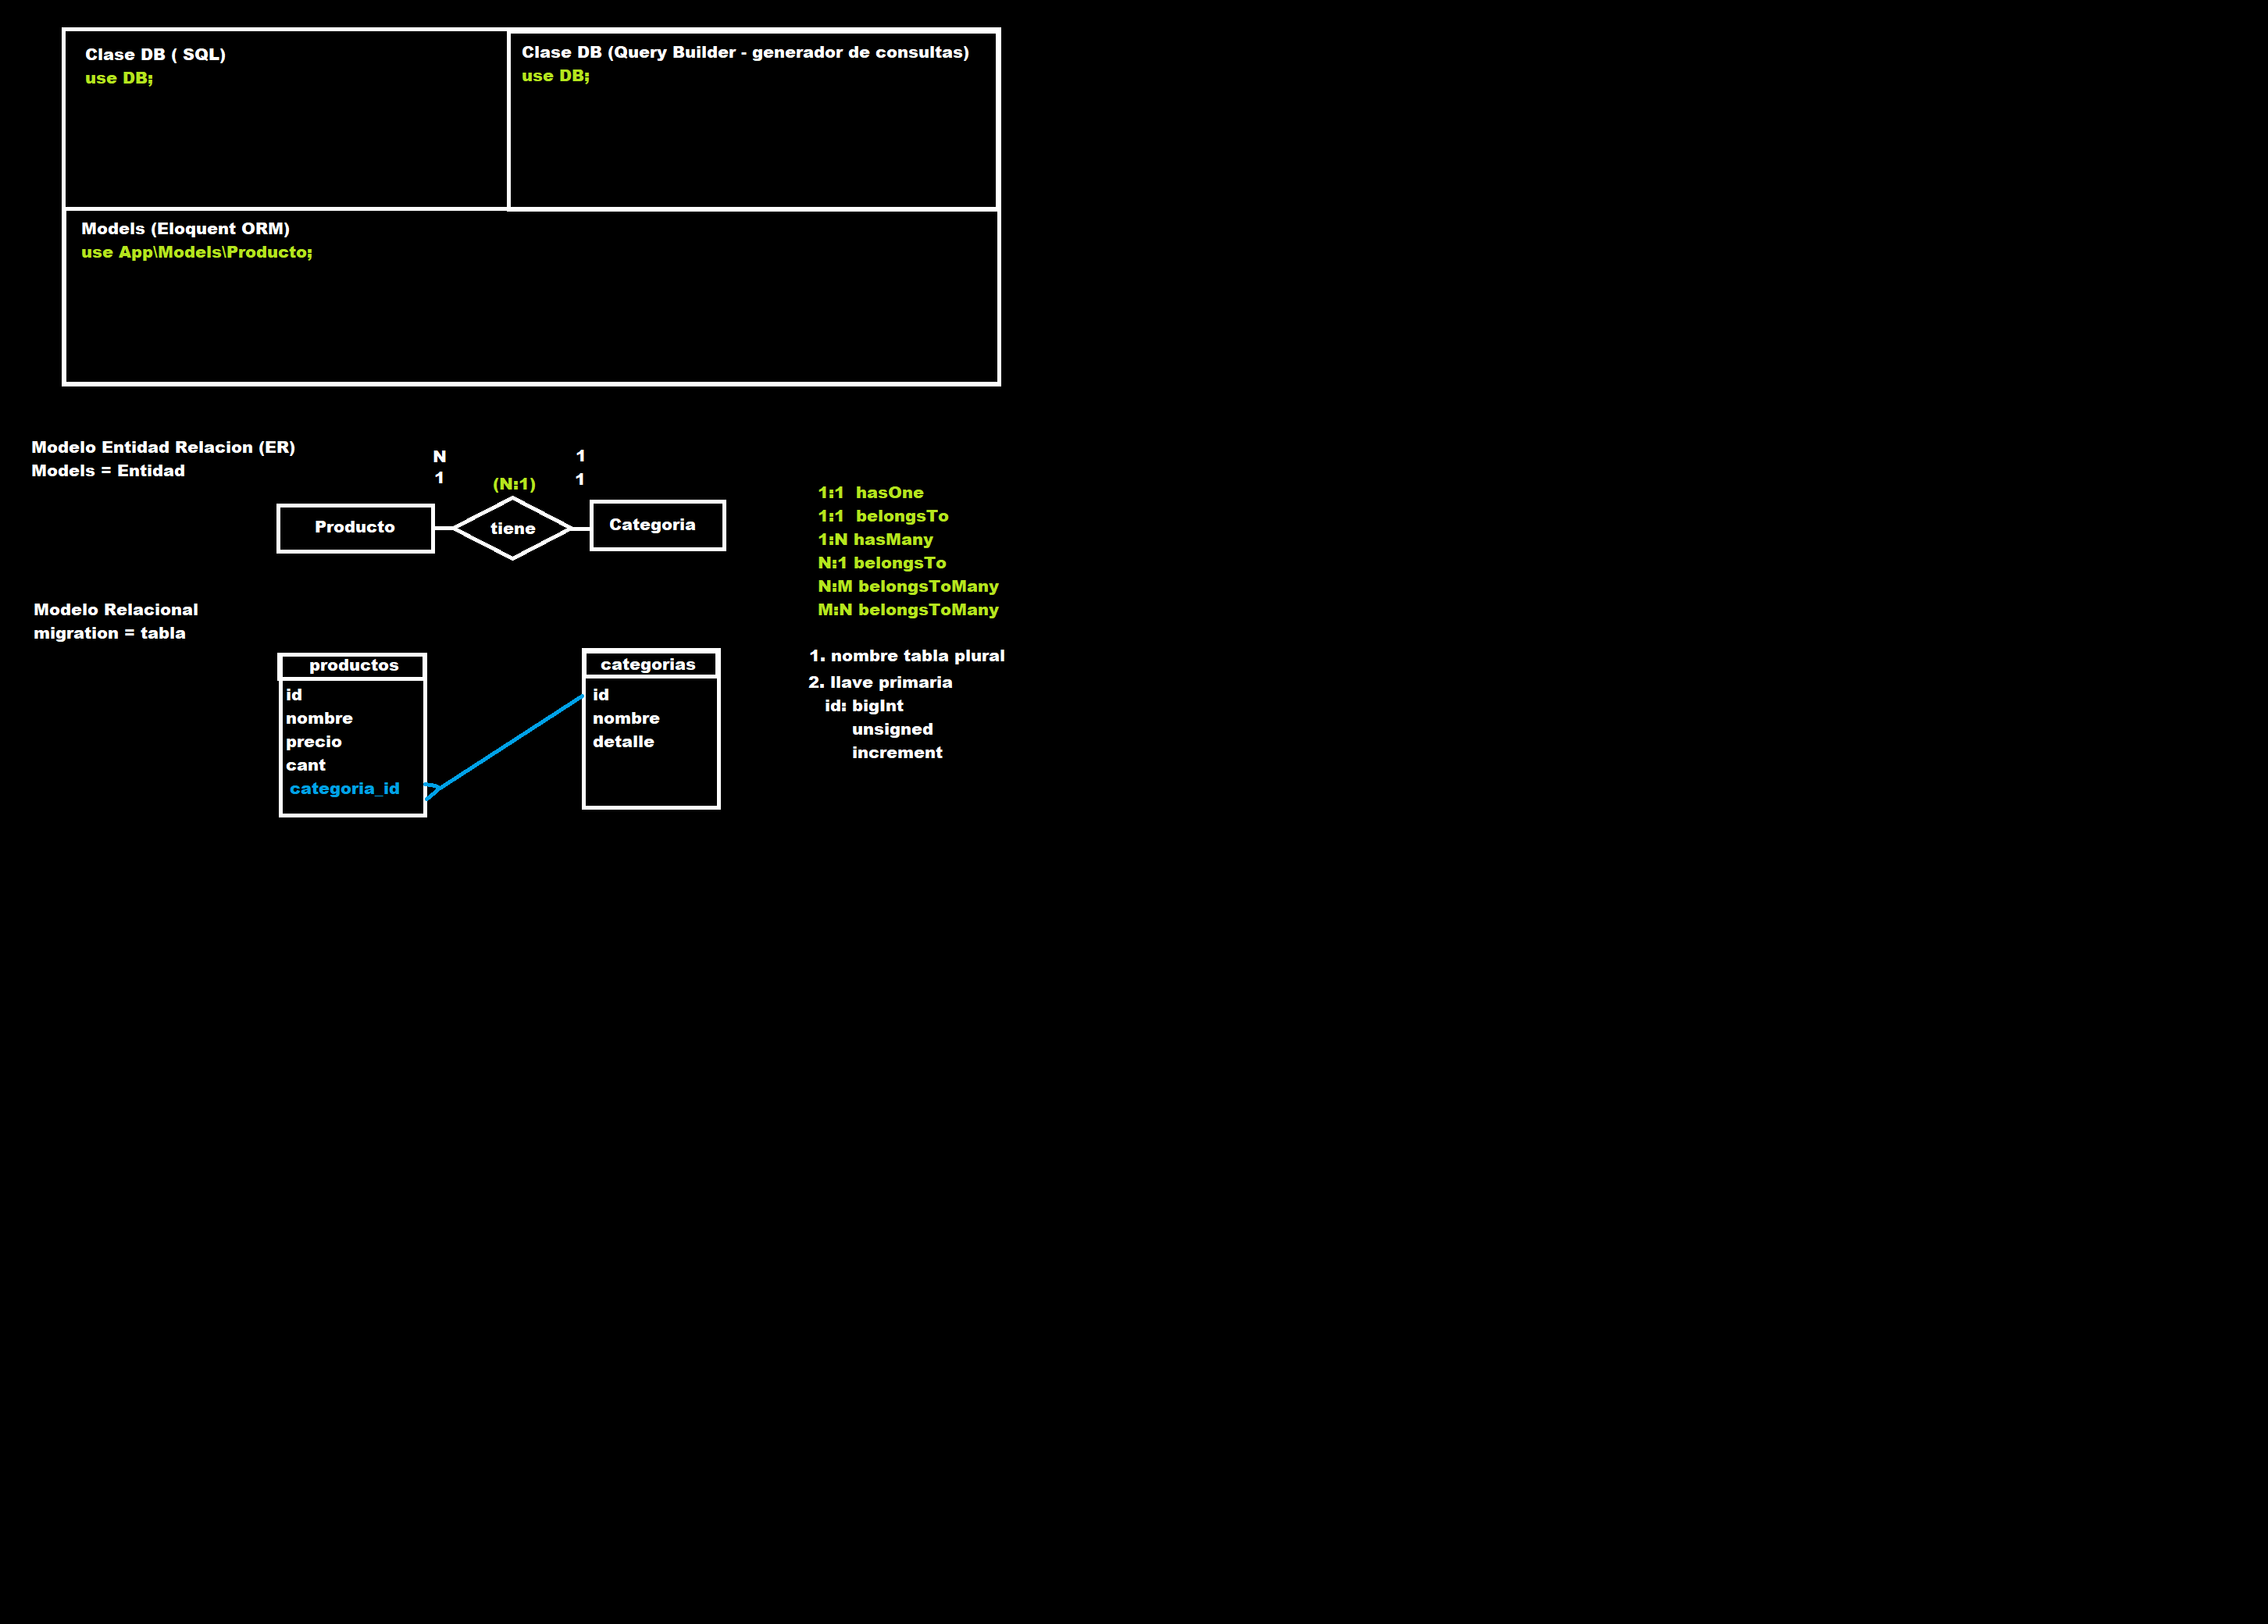 Clase DB ( SQL)
use DB;
Clase DB (Query Builder - generador de consultas)
use DB;
Models (Eloquent ORM)
use App\Models\Producto;
Modelo Entidad Relacion (ER)
Models = Entidad
N
1
1
1
(N:1)
Producto
tiene
Categoria
1:1 hasOne
1:1 belongsTo
1:N hasMany
N:1 belongsTo
N:M belongsToMany
M:N belongsToMany
Modelo Relacional
migration = tabla
productos
id
nombre
precio
cant
categoria_id
categorias
id
nombre
detalle
1. nombre tabla plural
2. llave primaria
id: bigInt
unsigned
increment